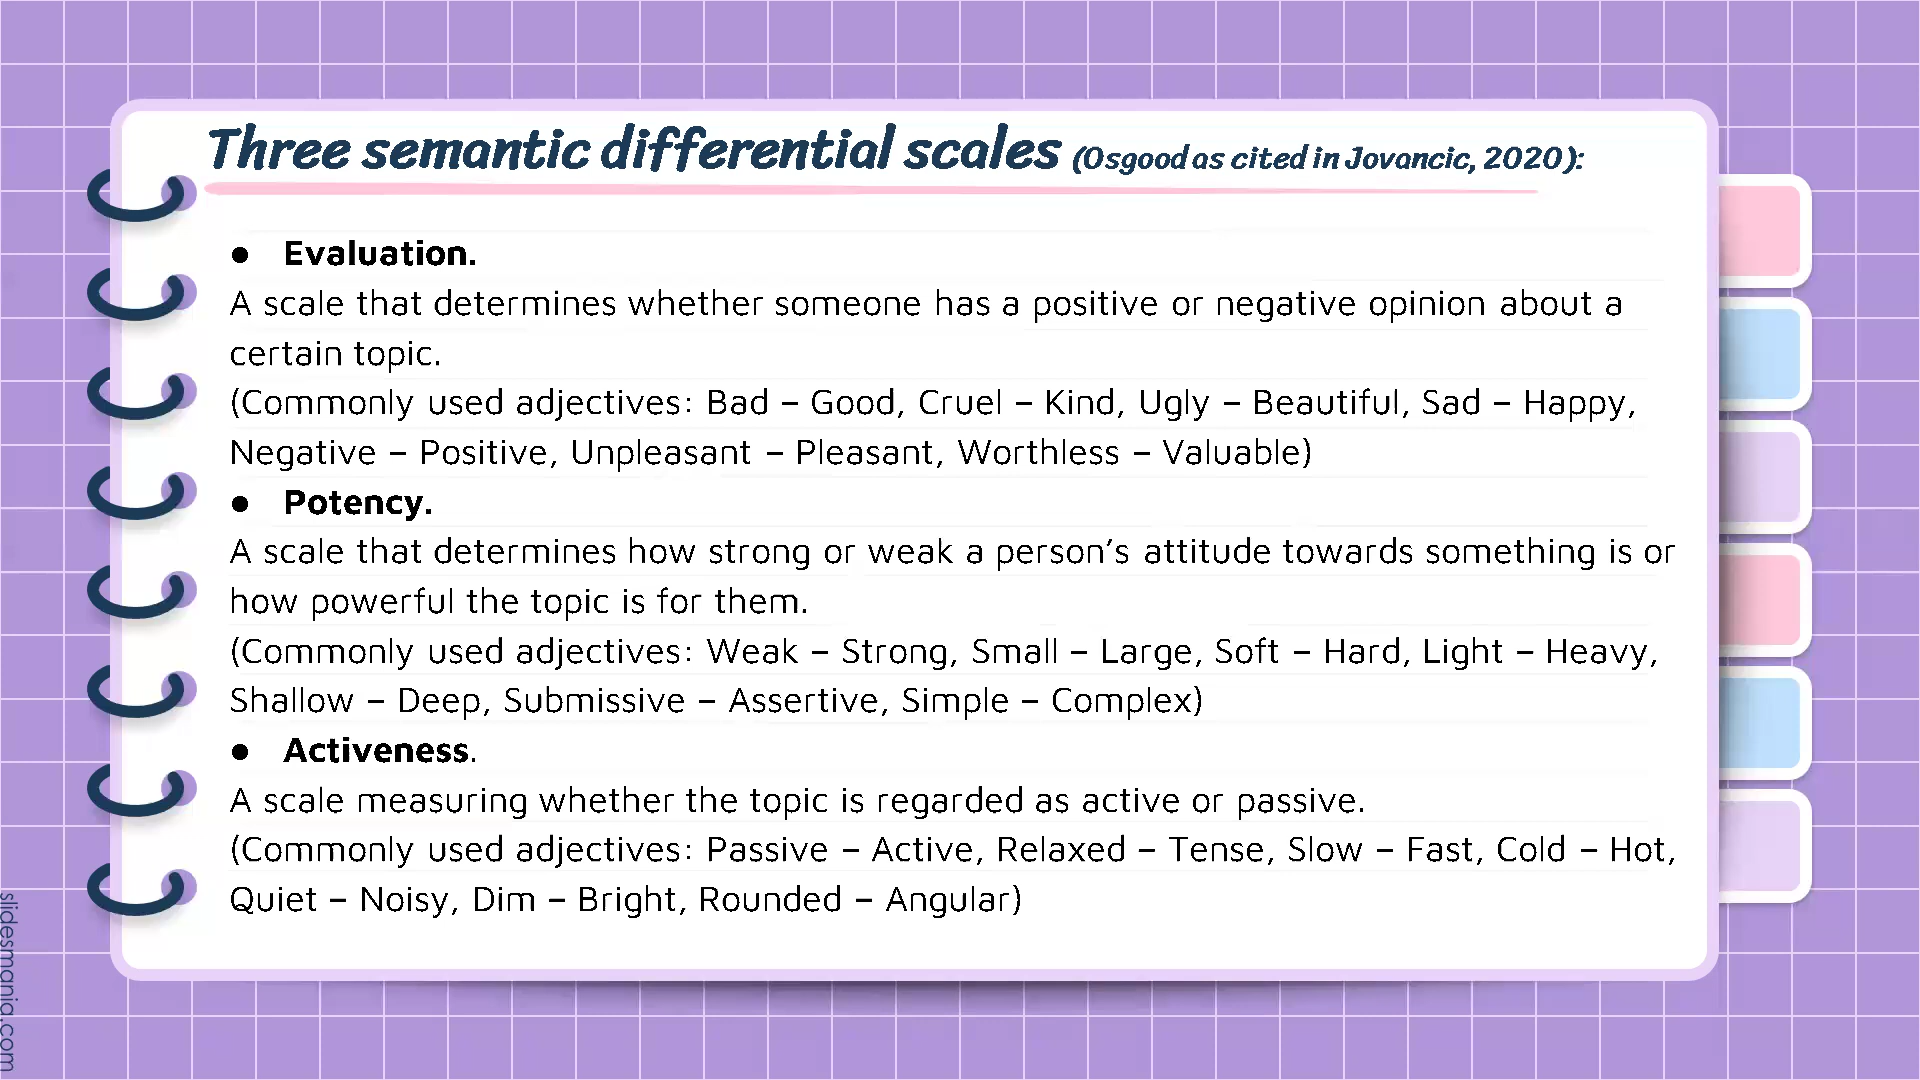 Three semantic differential scales (Osgood as cited in Jovancic, 2020):
● Evaluation.
A scale that determines whether someone has a positive or negative opinion about a
certain topic.
(Commonly used adjectives: Bad – Good, Cruel – Kind, Ugly – Beautiful, Sad – Happy,
Negative – Positive, Unpleasant – Pleasant, Worthless – Valuable)
● Potency.
A scale that determines how strong or weak a person’s attitude towards something is or
how powerful the topic is for them.
(Commonly used adjectives: Weak – Strong, Small – Large, Soft – Hard, Light – Heavy,
Shallow – Deep, Submissive – Assertive, Simple – Complex)
● Activeness.
A scale measuring whether the topic is regarded as active or passive.
(Commonly used adjectives: Passive – Active, Relaxed – Tense, Slow – Fast, Cold – Hot,
Quiet – Noisy, Dim – Bright, Rounded – Angular)
slidesmania.com